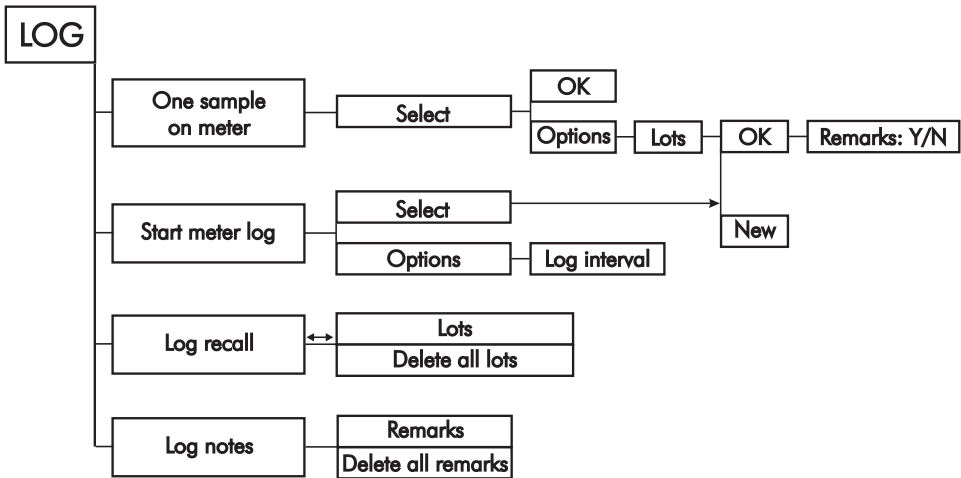 LOG
One sample
on meter
Select
OK
Options
Lots
OK
Remarks: Y/N
New
Start meter log
Select
Options
Log interval
Log recall
Lots
Delete all lots
Log notes
Remarks
Delete all remarks